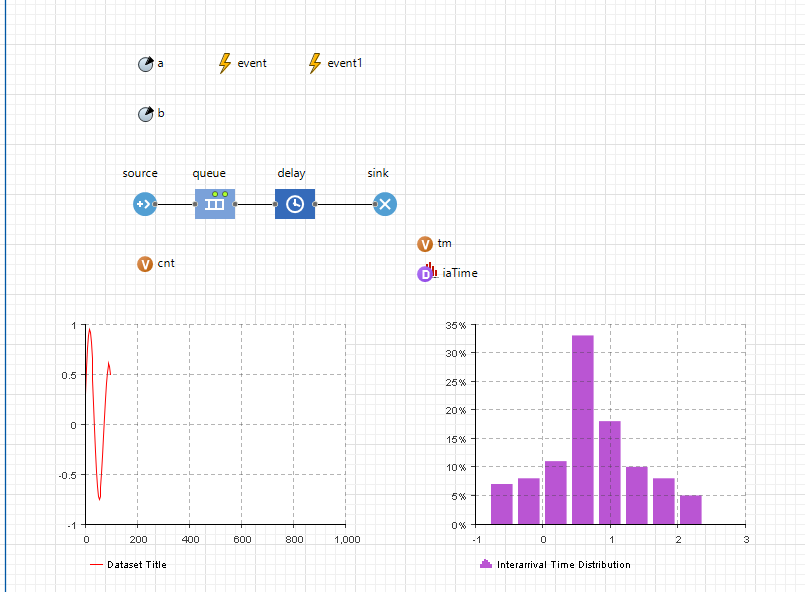 a event event1
b
source queue delay sink
tm
cnt
iaTime
1
0.5
0
-0.5
-1
0 200 400 600 800 1,000
Dataset Title
35%
30%
25%
20%
15%
10%
5%
0%
-1 0 1 2 3
Interarrival Time Distribution